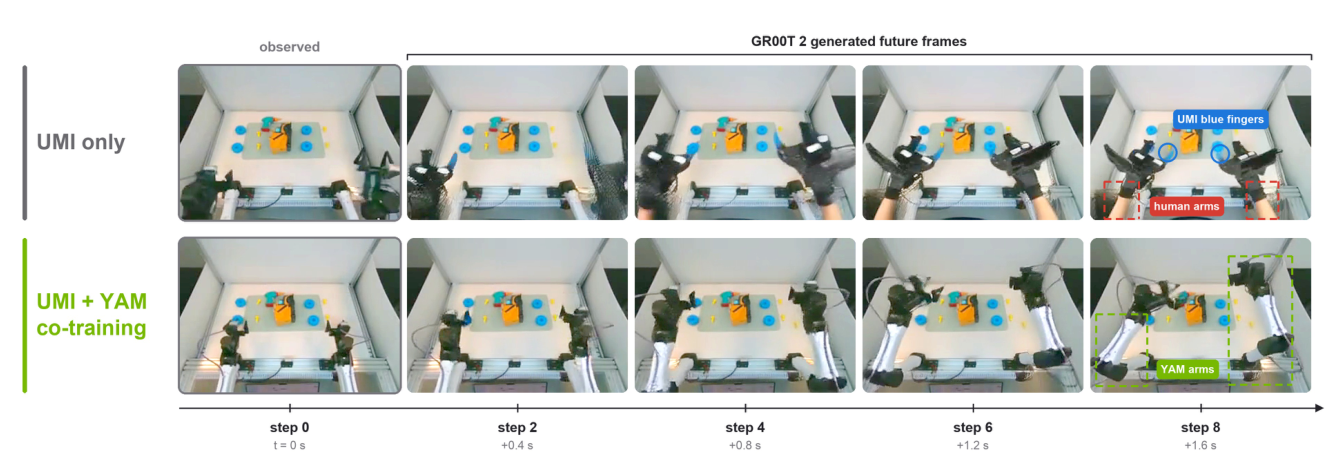 observed
GR00T 2 generated future frames
UMI only
UMI blue fingers
human arms
UMI + YAM
co-training
YAM arms
step 0
step 2
step 4
step 6
step 8
t = 0 s
+0.4 s
+0.8 s
+1.2 s
+1.6 s